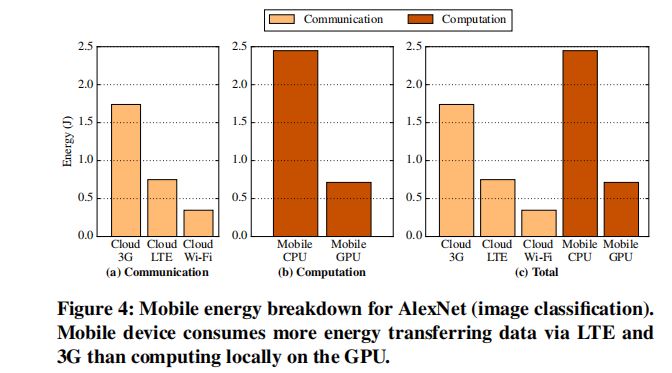 Communication Computation
Energy (J)
2.5 2.5 2.5
2.0 2.0 2.0
1.5 1.5 1.5
1.0 1.0 1.0
0.5 0.5 0.5
0.0 0.0 0.0
Cloud Cloud Cloud Mobile Mobile Cloud Cloud Cloud Mobile Mobile
3G LTE Wi-Fi CPU GPU 3G LTE Wi-Fi CPU GPU
(a) Communication (b) Computation (c) Total
Figure 4: Mobile energy breakdown for AlexNet (image classification).
Mobile device consumes more energy transferring data via LTE and
3G than computing locally on the GPU.